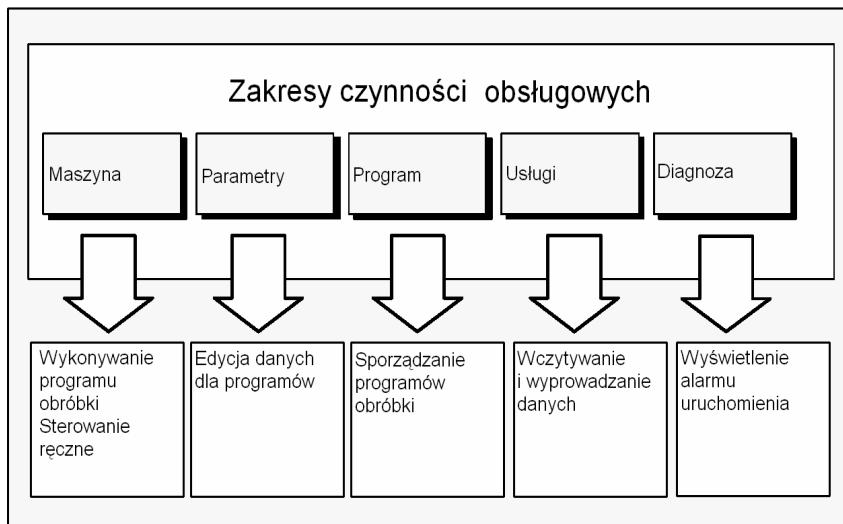 Zakresy czynności obsługowych
Maszyna
Parametry
Program
Usługi
Diagnoza
Wykonywanie
programu
obróbki
Sterowanie
ręczne
Edycja danych
dla programów
Sporządzanie
programów
obróbki
Wczytywanie
i wyprowadzanie
danych
Wyświetlenie
alarmu
uruchomienia